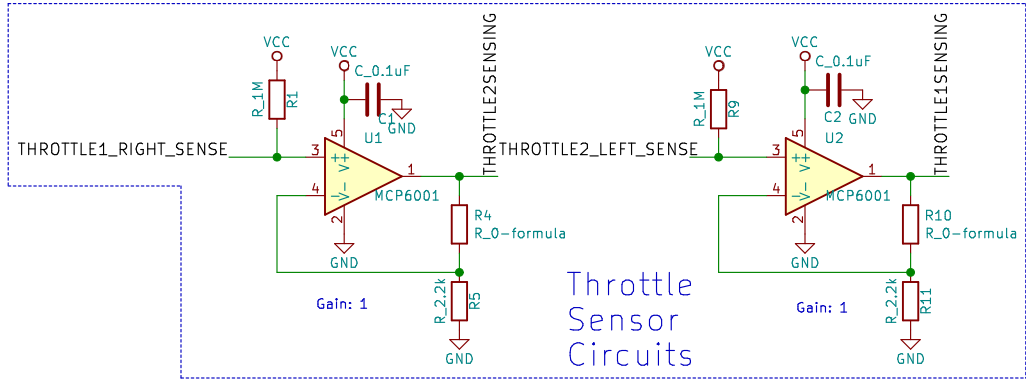 VCC
R_1M
R1
VCC
C_0.1uF
C1
GND
U1
THROTTLE2SENSING
THROTTLE1_RIGHT_SENSE
3
4
5
2
1
+
V+
-
V-
MCP6001
GND
R4
R_0-formula
R_2.2k
R5
GND
Gain: 1
VCC
R_1M
R9
VCC
C_0.1uF
C2
GND
U2
THROTTLE1SENSING
THROTTLE2_LEFT_SENSE
3
4
5
2
1
+
V+
-
V-
MCP6001
GND
R10
R_0-formula
R_2.2k
R11
GND
Gain: 1
Throttle
Sensor
Circuits